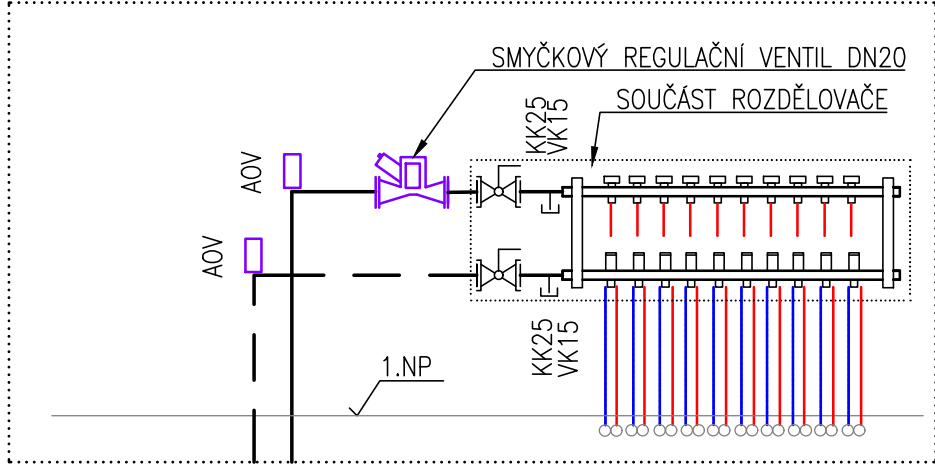 SMYČKOVÝ REGULAČNÍ VENTIL DN20
SOUČÁST ROZDĚLOVAČE
KK25
VK15
AOV
AOV
KK25
VK15
1.NP